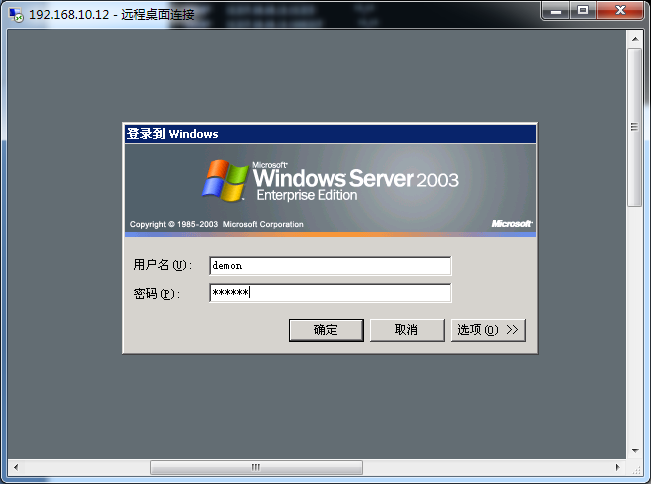 192.168.10.12 - 远程桌面连接
登录到 Windows
Microsoft
Windows Server 2003
Enterprise Edition
Copyright © 1985-2003 Microsoft Corporation
Microsoft
用户名(U):
demon
密码(P):
******
确定
取消
选项(O) >>